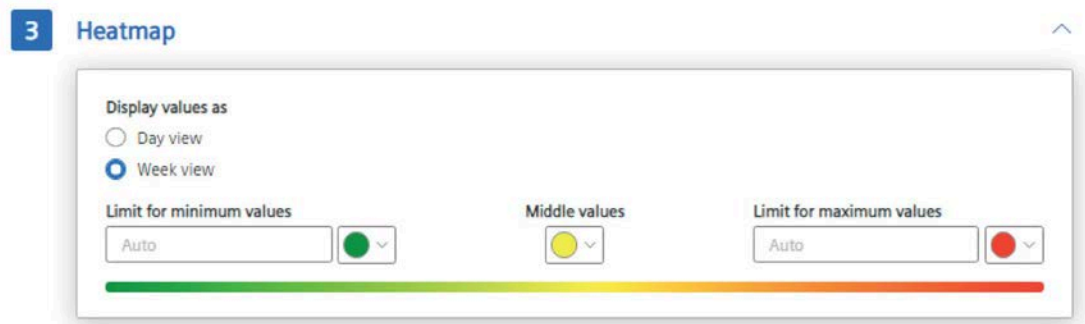 3 Heatmap
Display values as
Day view
Week view
Limit for minimum values Middle values Limit for maximum values
Auto Auto